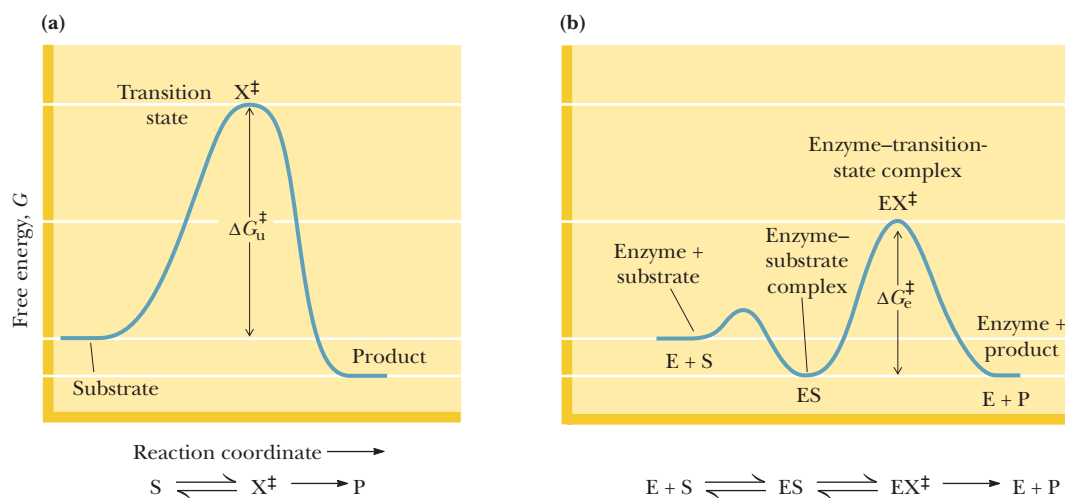 (a)
Free energy, G
Transition
state
X‡
ΔG‡u
Substrate
Product
Reaction coordinate ⟶
S ⇌ X‡ ⟶ P
(b)
Enzyme–transition-
state complex
EX‡
Enzyme +
substrate
Enzyme–
substrate
complex
ΔG‡e
Enzyme +
product
E + S
ES
E + P
E + S ⇌ ES ⇌ EX‡ ⟶ E + P